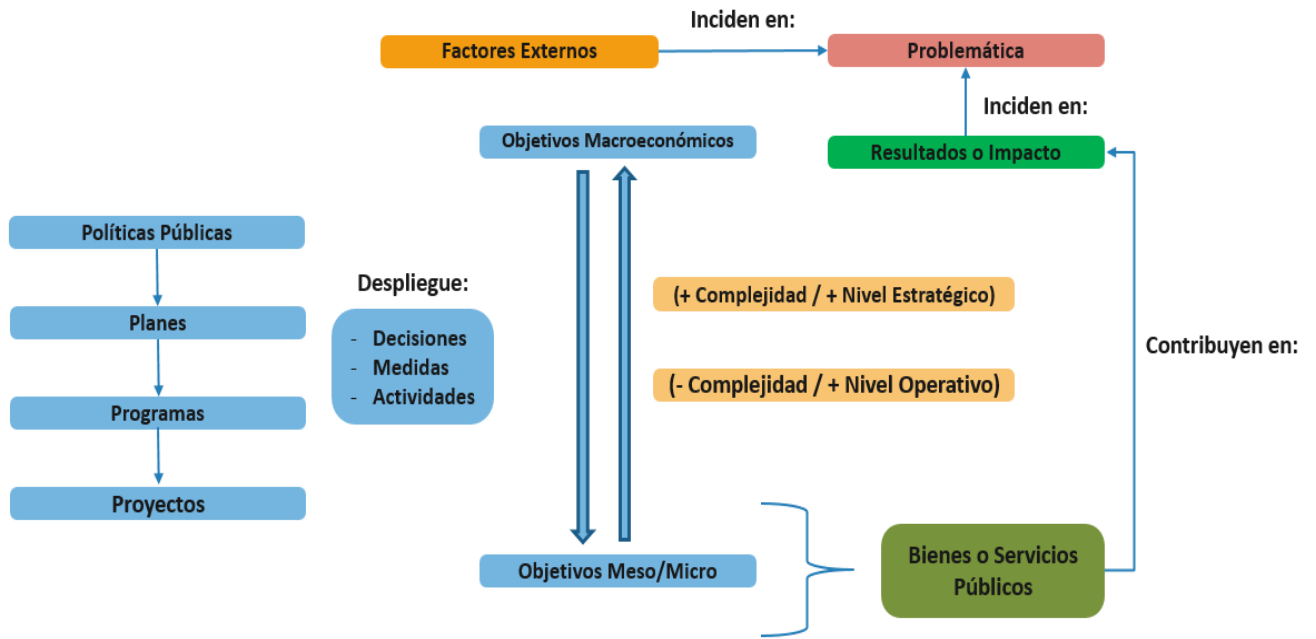 Inciden en:
Factores Externos
Problemática
Inciden en:
Objetivos Macroeconómicos
Resultados o Impacto
Políticas Públicas
Despliegue:
(+ Complejidad / + Nivel Estratégico)
Planes
- Decisiones
- Medidas
- Actividades
Contribuyen en:
(- Complejidad / + Nivel Operativo)
Programas
Proyectos
Objetivos Meso/Micro
Bienes o Servicios
Públicos